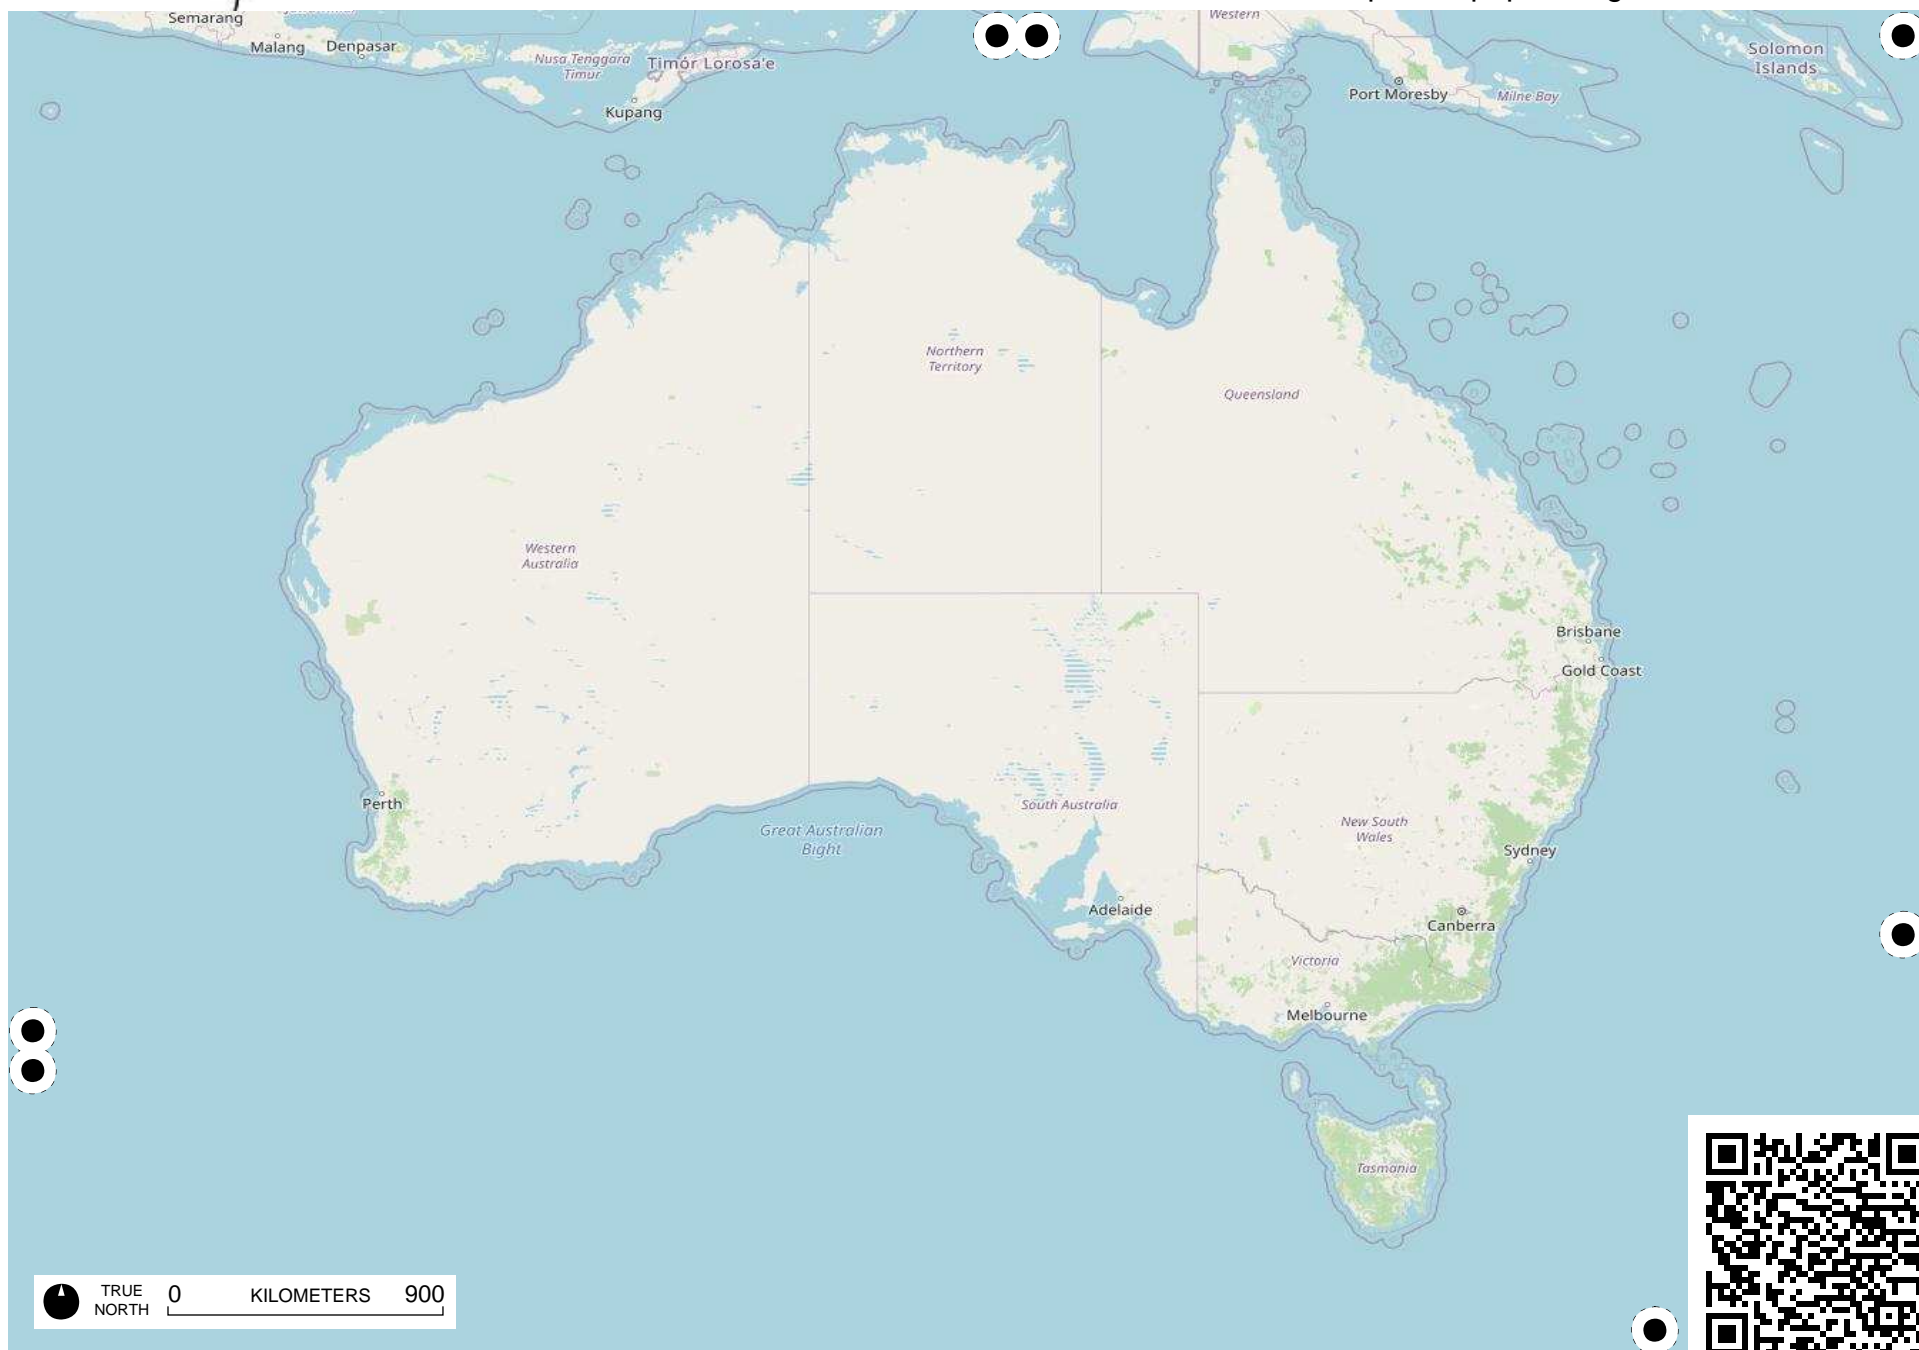 Western
Semarang
Malang
Denpasar
Nusa Tenggara
Timur
Timór Lorosa'e
Kupang
Solomon
Islands
Port Moresby
Milne Bay
Northern
Territory
Queensland
Western
Australia
Brisbane
Gold Coast
Perth
South Australia
Great Australian
Bight
New South
Wales
Sydney
Adelaide
Canberra
Victoria
Melbourne
Tasmania
TRUE
NORTH
0
KILOMETERS
900